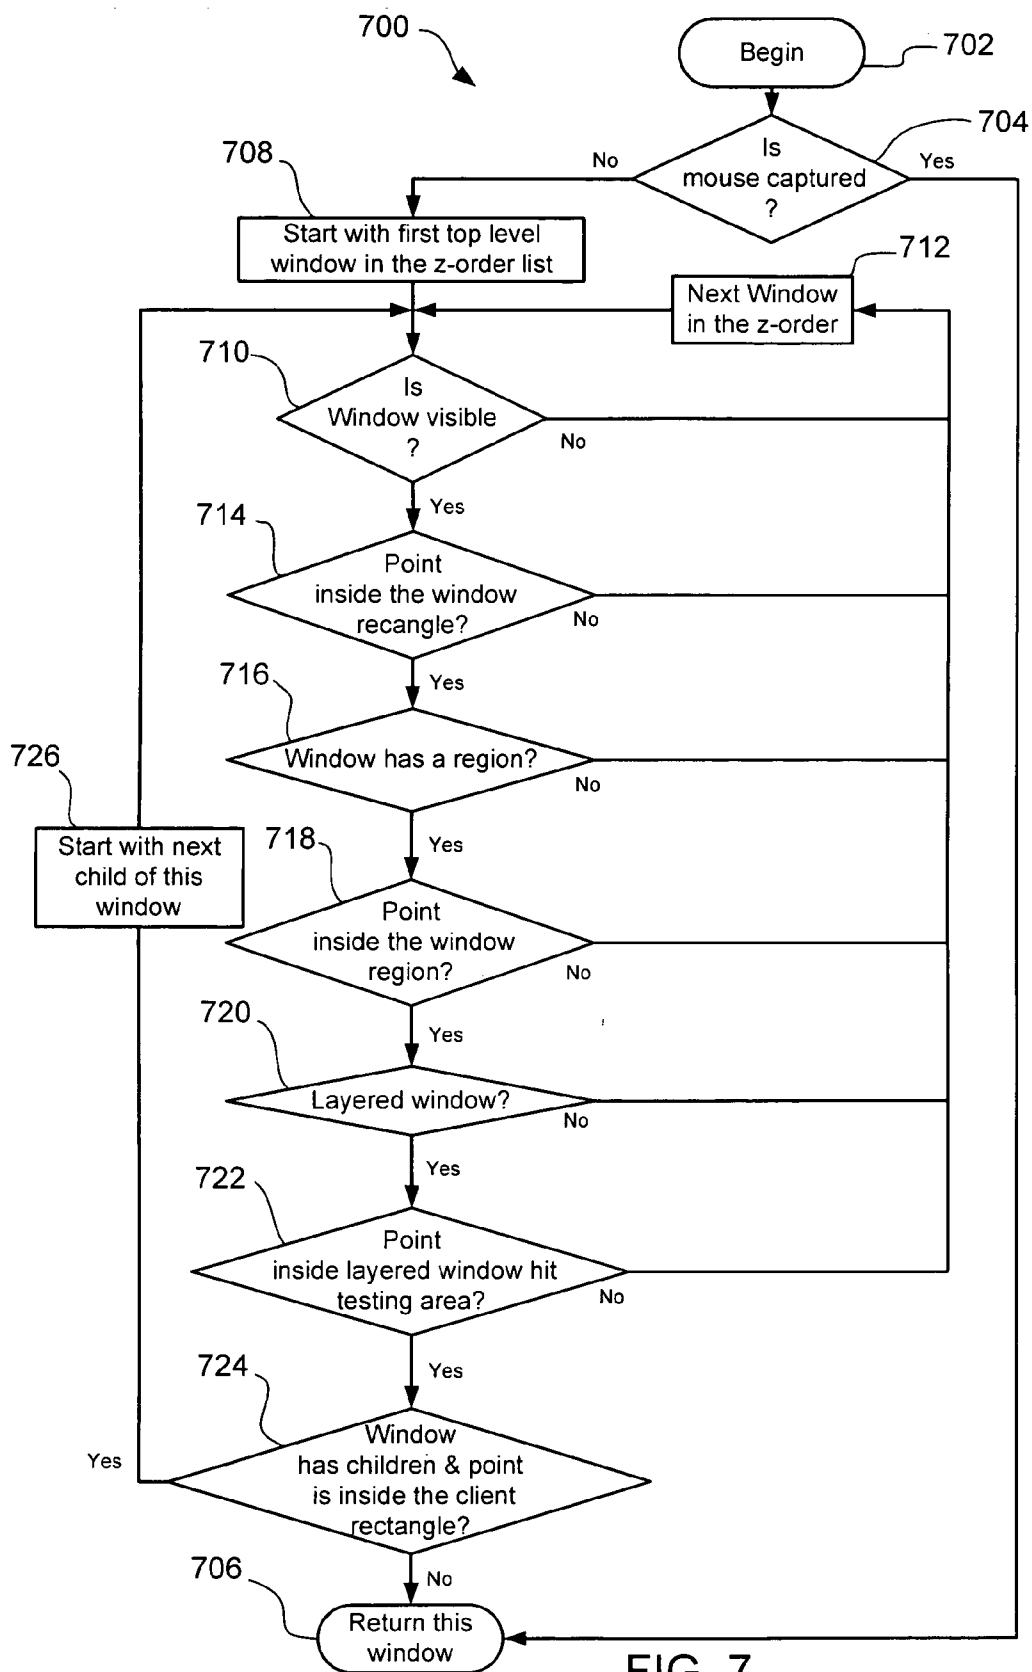 700
Begin
702
704
Is
mouse captured
?
No
Yes
708
Start with first top level
window in the z-order list
712
Next Window
in the z-order
710
Is
Window visible
?
No
Yes
714
Point
inside the window
recangle?
No
Yes
716
Window has a region?
No
Yes
726
Start with next
child of this
window
718
Point
inside the window
region?
No
Yes
720
Layered window?
No
Yes
722
Point
inside layered window hit
testing area?
No
Yes
724
Window
has children & point
is inside the client
rectangle?
Yes
No
706
Return this
window
FIG. 7